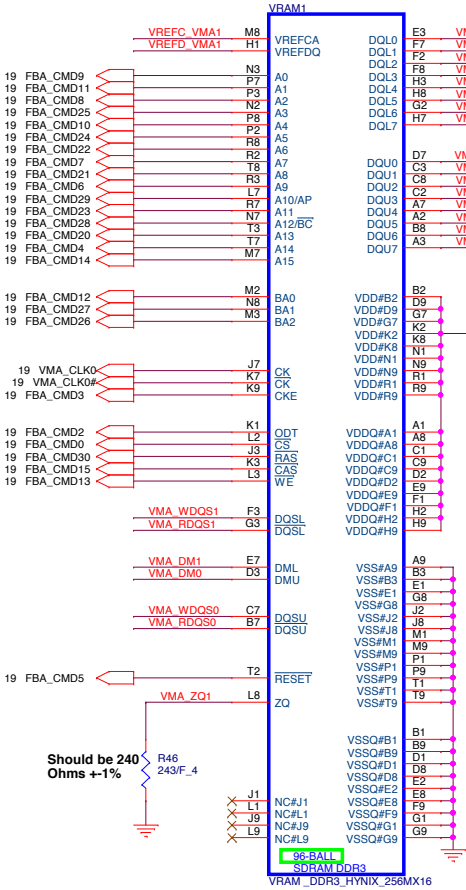 VRAM1
VREFC_VMA1 M8 VREFCA DQL0 E3 VM
VREFD_VMA1 H1 VREFDQ DQL1 F7 VM
DQL2 F2 VM
19 FBA_CMD9 N3 A0 DQL3 F8 VM
19 FBA_CMD11 P7 A1 DQL4 H3 VM
19 FBA_CMD8 P3 A2 DQL5 H8 VM
19 FBA_CMD25 N2 A3 DQL6 G2 VM
19 FBA_CMD10 P8 A4 DQL7 H7 VM
19 FBA_CMD24 P2 A5
19 FBA_CMD22 R8 A6
19 FBA_CMD7 R2 A7 DQU0 D7 VM
19 FBA_CMD21 T8 A8 DQU1 C3 VM
19 FBA_CMD6 R3 A9 DQU2 C8 VM
19 FBA_CMD29 L7 A10/AP DQU3 C2 VM
19 FBA_CMD23 R7 A11 DQU4 A7 VM
19 FBA_CMD28 N7 A12/BC DQU5 A2 VM
19 FBA_CMD20 T3 A13 DQU6 B8 VM
19 FBA_CMD4 T7 A14 DQU7 A3 VM
19 FBA_CMD14 M7 A15
19 FBA_CMD12 M2 BA0 VDD#B2 B2
19 FBA_CMD27 N8 BA1 VDD#D9 D9
19 FBA_CMD26 M3 BA2 VDD#G7 G7
VDD#K2 K2
VDD#K8 K8
VDD#N1 N1
19 VMA_CLK0 J7 CK VDD#N9 N9
19 VMA_CLK0# K7 CK VDD#R1 R1
19 FBA_CMD3 K9 CKE VDD#R9 R9
19 FBA_CMD2 K1 ODT VDDQ#A1 A1
19 FBA_CMD0 L2 CS VDDQ#A8 A8
19 FBA_CMD30 J3 RAS VDDQ#C1 C1
19 FBA_CMD15 K3 CAS VDDQ#C9 C9
19 FBA_CMD13 L3 WE VDDQ#D2 D2
VDDQ#E9 E9
VDDQ#F1 F1
VMA_WDQS1 F3 DQSL VDDQ#H2 H2
VMA_RDQS1 G3 DQSL VDDQ#H9 H9
VMA_DM1 E7 DML VSS#A9 A9
VMA_DM0 D3 DMU VSS#B3 B3
VSS#E1 E1
VSS#G8 G8
VMA_WDQS0 C7 DQSU VSS#J2 J2
VMA_RDQS0 B7 DQSU VSS#J8 J8
VSS#M1 M1
VSS#M9 M9
VSS#P1 P1
19 FBA_CMD5 T2 RESET VSS#P9 P9
VSS#T1 T1
VMA_ZQ1 L8 ZQ VSS#T9 T9
VSSQ#B1 B1
Should be 240 R46 VSSQ#B9 B9
Ohms +-1% 243/F_4 VSSQ#D1 D1
VSSQ#D8 D8
VSSQ#E2 E2
J1 NC#J1 VSSQ#E8 E8
L1 NC#L1 VSSQ#F9 F9
J9 NC#J9 VSSQ#G1 G1
L9 NC#L9 VSSQ#G9 G9
96-BALL
SDRAM DDR3
VRAM _DDR3_HYNIX_256MX16